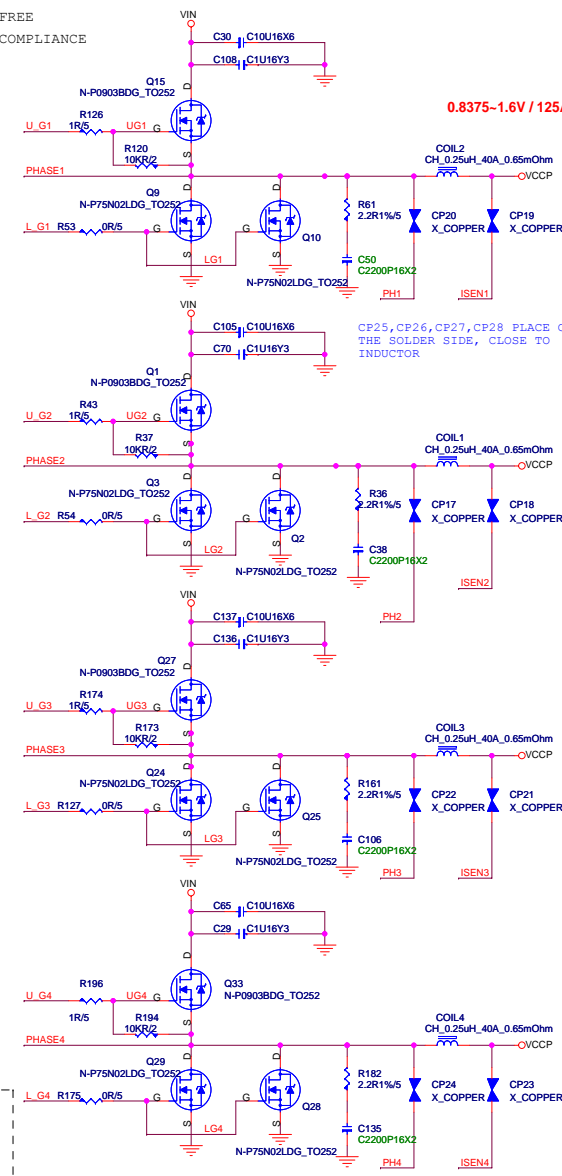 FREE
COMPLIANCE
VIN
C30 C10U16X6
C108 C1U16Y3
Q15
N-P0903BDG_TO252
D
0.8375~1.6V / 125
R126
U_G1 1R/5 UG1 G
R120
10KR/2
S
PHASE1
COIL2
CH_0.25uH_40A_0.65mOhm
VCCP
Q9
N-P75N02LDG_TO252
D D
R61
2.2R1%/5
CP20
X_COPPER
CP19
X_COPPER
L_G1 R53 0R/5 G G
Q10
S S
LG1
C50
C2200P16X2
N-P75N02LDG_TO252
PH1 ISEN1
VIN
C105 C10U16X6
C70 C1U16Y3
CP25,CP26,CP27,CP28 PLACE
THE SOLDER SIDE, CLOSE TO
INDUCTOR
Q1
N-P0903BDG_TO252
D
R43
U_G2 1R/5 UG2 G
R37
10KR/2
S
PHASE2
COIL1
CH_0.25uH_40A_0.65mOhm
VCCP
Q3
N-P75N02LDG_TO252
D D
R36
2.2R1%/5
CP17
X_COPPER
CP18
X_COPPER
L_G2 R54 0R/5 G G
Q2
S S
LG2
C38
C2200P16X2
N-P75N02LDG_TO252
PH2 ISEN2
VIN
C137 C10U16X6
C136 C1U16Y3
Q27
N-P0903BDG_TO252
D
R174
U_G3 1R/5 UG3 G
R173
10KR/2
S
PHASE3
COIL3
CH_0.25uH_40A_0.65mOhm
VCCP
Q24
N-P75N02LDG_TO252
D D
R161
2.2R1%/5
CP22
X_COPPER
CP21
X_COPPER
L_G3 R127 0R/5 G G
Q25
S S
LG3
C106
C2200P16X2
N-P75N02LDG_TO252
PH3 ISEN3
VIN
C65 C10U16X6
C29 C1U16Y3
D
Q33
N-P0903BDG_TO252
R196
U_G4 1R/5 UG4 G
R194
10KR/2
S
PHASE4
COIL4
CH_0.25uH_40A_0.65mOhm
VCCP
Q29
N-P75N02LDG_TO252
D D
R182
2.2R1%/5
CP24
X_COPPER
CP23
X_COPPER
L_G4 R175 0R/5 G G
Q28
S S
LG4
C135
C2200P16X2
N-P75N02LDG_TO252
PH4 ISEN4